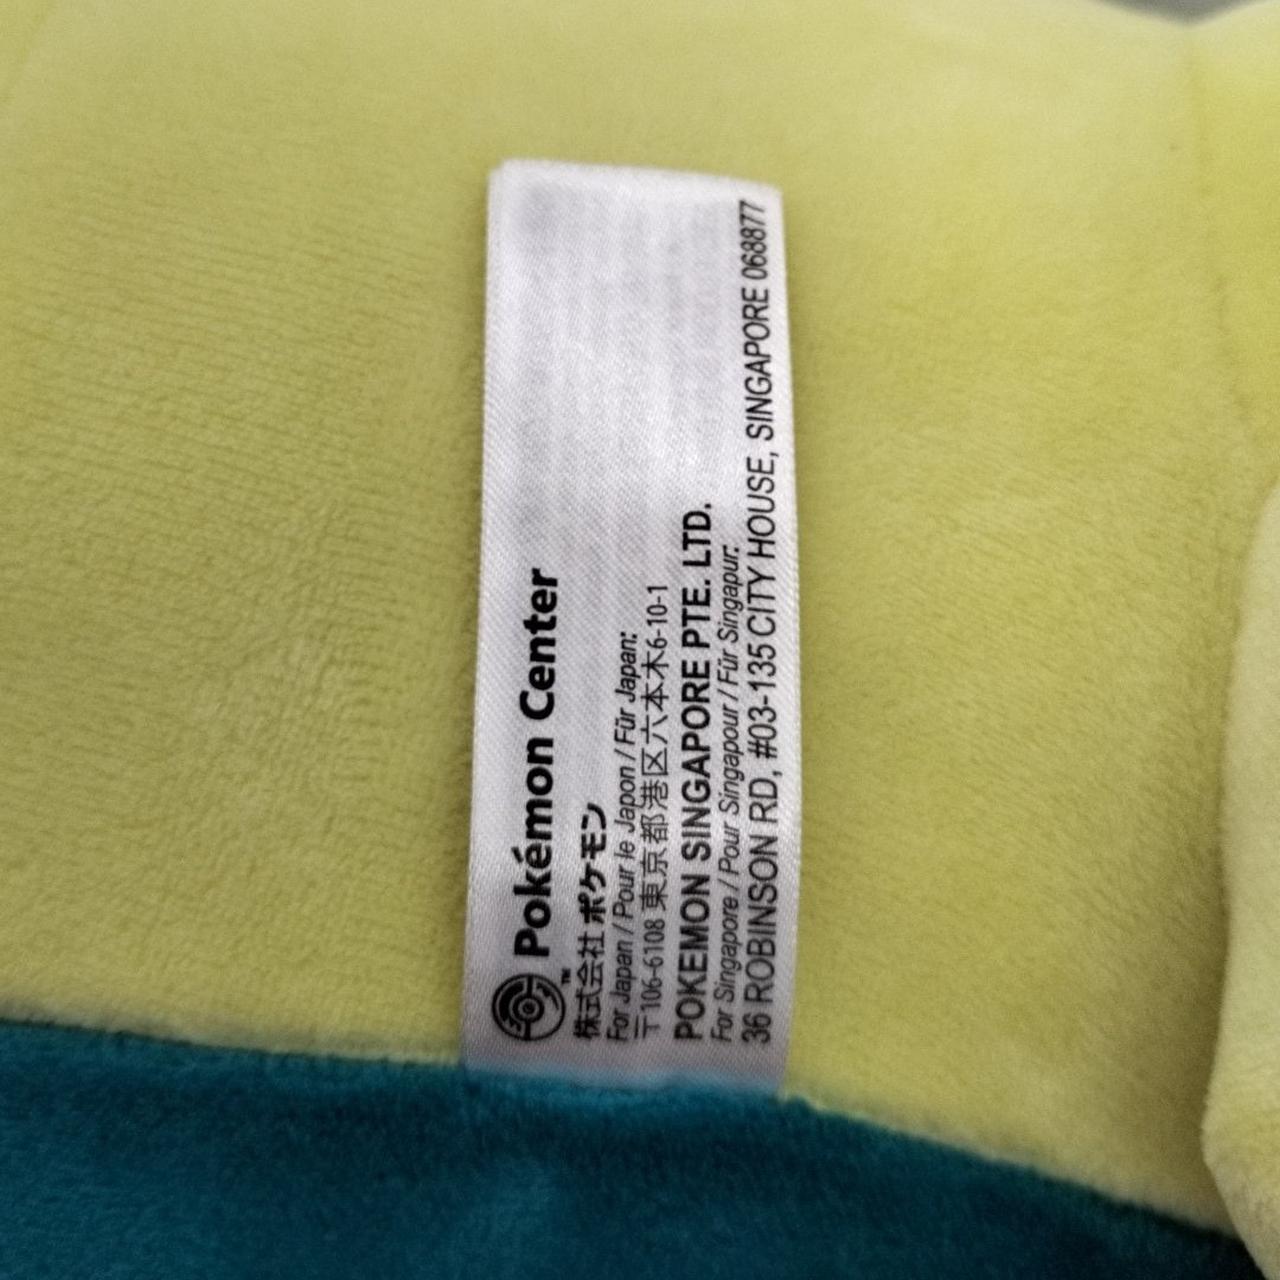 Pokémon Center
™
株式会社 ポケモン
For Japan / Pour le Japon / Für Japan:
〒106-6108 東京都港区六本木6-10-1
POKEMON SINGAPORE PTE. LTD.
For Singapore / Pour Singapour / Für Singapur:
36 ROBINSON RD, #03-135 CITY HOUSE, SINGAPORE 068877